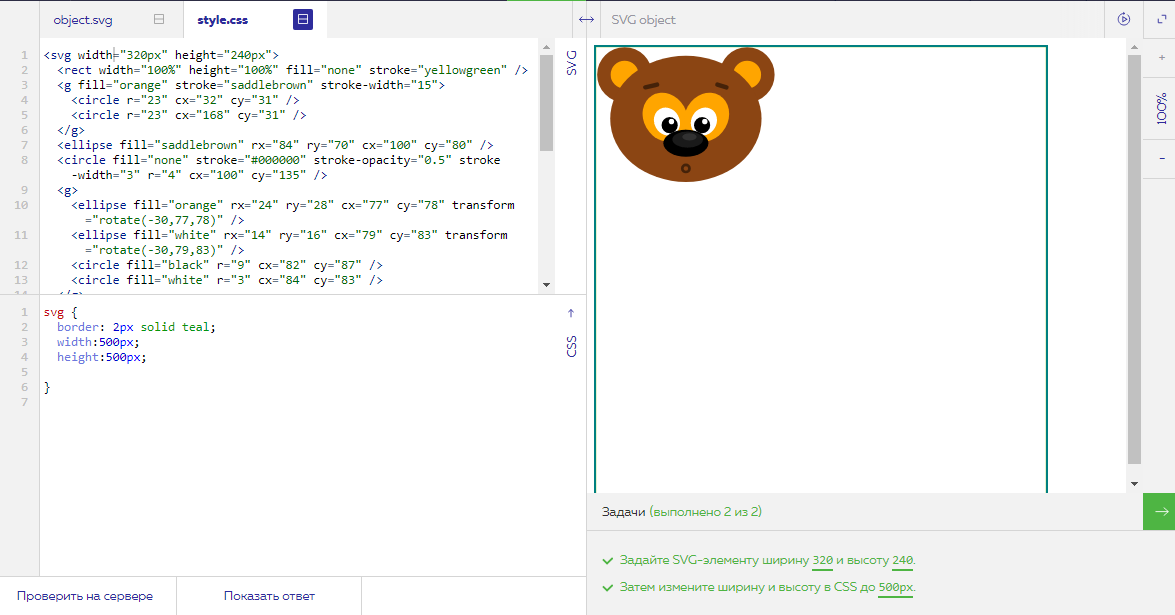 object.svg
style.css
SVG object
1 <svg width="320px" height="240px">
2 <rect width="100%" height="100%" fill="none" stroke="yellowgreen" />
3 <g fill="orange" stroke="saddlebrown" stroke-width="15">
4 <circle r="23" cx="32" cy="31" />
5 <circle r="23" cx="168" cy="31" />
6 </g>
7 <ellipse fill="saddlebrown" rx="84" ry="70" cx="100" cy="80" />
8 <circle fill="none" stroke="#000000" stroke-opacity="0.5" stroke
-width="3" r="4" cx="100" cy="135" />
9 <g>
10 <ellipse fill="orange" rx="24" ry="28" cx="77" cy="78" transform
="rotate(-30,77,78)" />
11 <ellipse fill="white" rx="14" ry="16" cx="79" cy="83" transform
="rotate(-30,79,83)" />
12 <circle fill="black" r="9" cx="82" cy="87" />
13 <circle fill="white" r="3" cx="84" cy="83" />
14 </g>
SVG
1 svg {
2 border: 2px solid teal;
3 width:500px;
4 height:500px;
5
6 }
7
CSS
Проверить на сервере
Показать ответ
+
100%
-
Задачи (выполнено 2 из 2)
Задайте SVG-элементу ширину 320 и высоту 240.
Затем измените ширину и высоту в CSS до 500px.